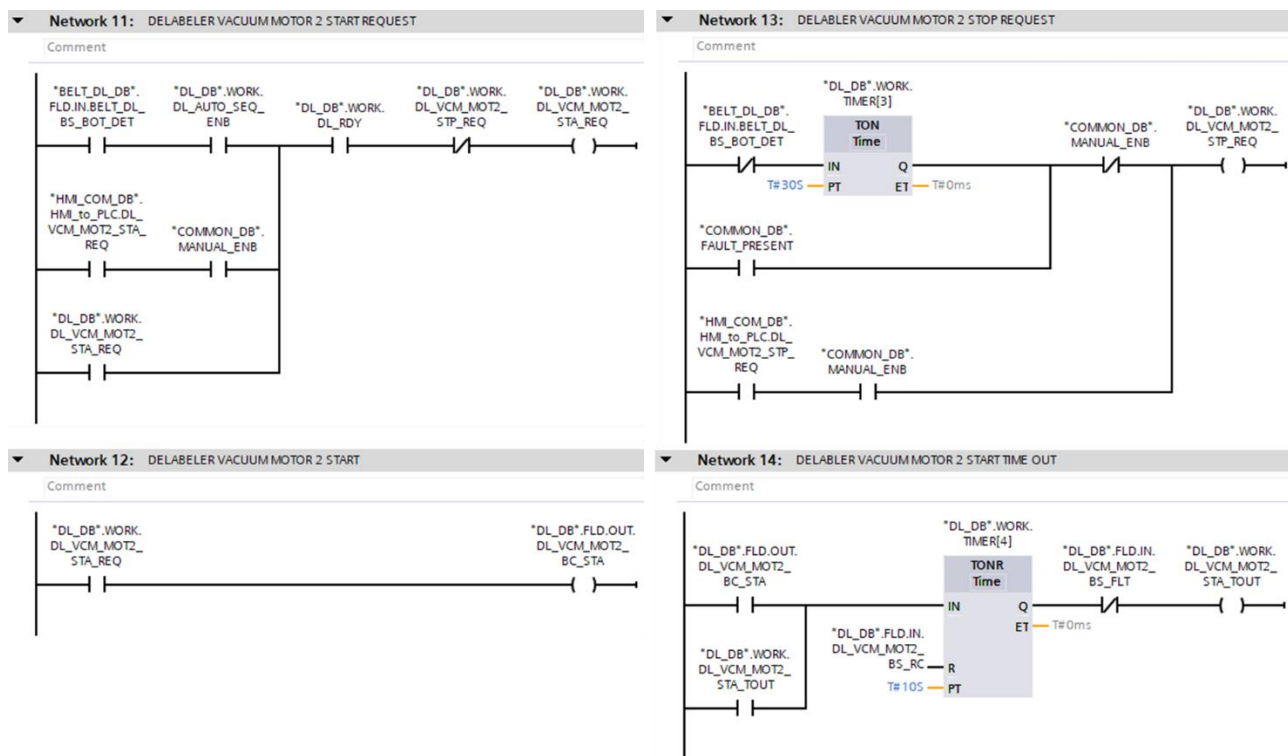 Network 11: DELABELER VACUUM MOTOR 2 START REQUEST
Comment
"BELT_DL_DB".
FLD.IN.BELT_DL_
BS_BOT_DET
"DL_DB".WORK.
DL_AUTO_SEQ_
ENB
"DL_DB".WORK.
DL_RDY
"DL_DB".WORK.
DL_VCM_MOT2_
STP_REQ
"DL_DB".WORK.
DL_VCM_MOT2_
STA_REQ
"HMI_COM_DB".
HMI_to_PLC.DL_
VCM_MOT2_STA_
REQ
"COMMON_DB".
MANUAL_ENB
"DL_DB".WORK.
DL_VCM_MOT2_
STA_REQ
Network 12: DELABELER VACUUM MOTOR 2 START
Comment
"DL_DB".WORK.
DL_VCM_MOT2_
STA_REQ
"DL_DB".FLD.OUT.
DL_VCM_MOT2_
BC_STA
Network 13: DELABLER VACUUM MOTOR 2 STOP REQUEST
Comment
"BELT_DL_DB".
FLD.IN.BELT_DL_
BS_BOT_DET
"DL_DB".WORK.
TIMER[3]
TON
Time
IN Q
T#30S PT ET T#0ms
"COMMON_DB".
MANUAL_ENB
"DL_DB".WORK.
DL_VCM_MOT2_
STP_REQ
"COMMON_DB".
FAULT_PRESENT
"HMI_COM_DB".
HMI_to_PLC.DL_
VCM_MOT2_STP_
REQ
"COMMON_DB".
MANUAL_ENB
Network 14: DELABLER VACUUM MOTOR 2 START TIME OUT
Comment
"DL_DB".FLD.OUT.
DL_VCM_MOT2_
BC_STA
"DL_DB".WORK.
TIMER[4]
TONR
Time
IN Q
ET T#0ms
"DL_DB".FLD.IN.
DL_VCM_MOT2_
BS_RC R
T#10S PT
"DL_DB".FLD.IN.
DL_VCM_MOT2_
BS_FLT
"DL_DB".WORK.
DL_VCM_MOT2_
STA_TOUT
"DL_DB".WORK.
DL_VCM_MOT2_
STA_TOUT